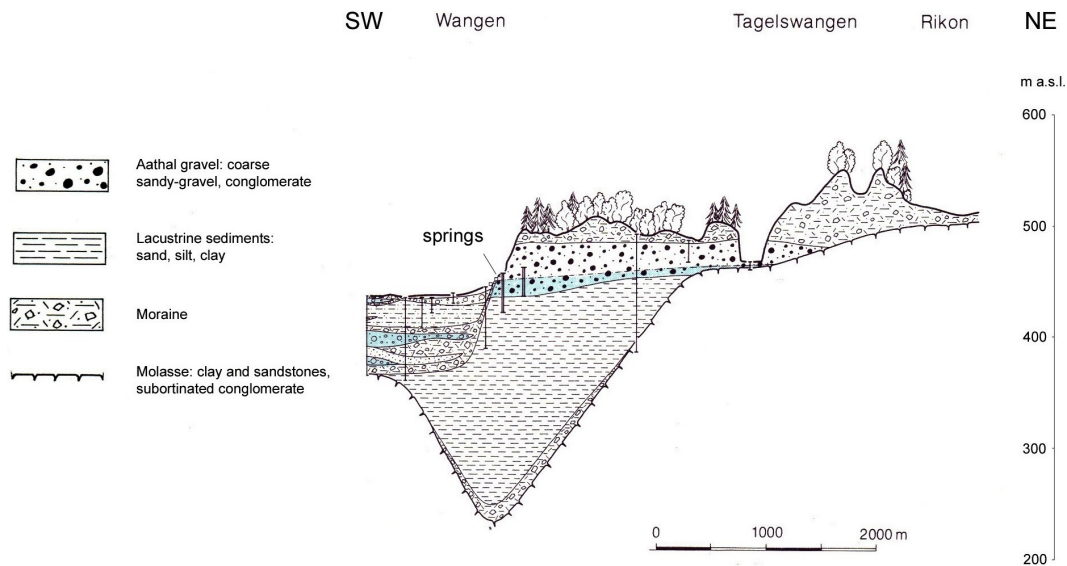 SW Wangen Tagelswangen Rikon NE
m a.s.l.
600
Aathal gravel: coarse
sandy-gravel, conglomerate
Lacustrine sediments:
sand, silt, clay
springs
500
Moraine
400
Molasse: clay and sandstones,
subortinated conglomerate
300
0 1000 2000 m
200